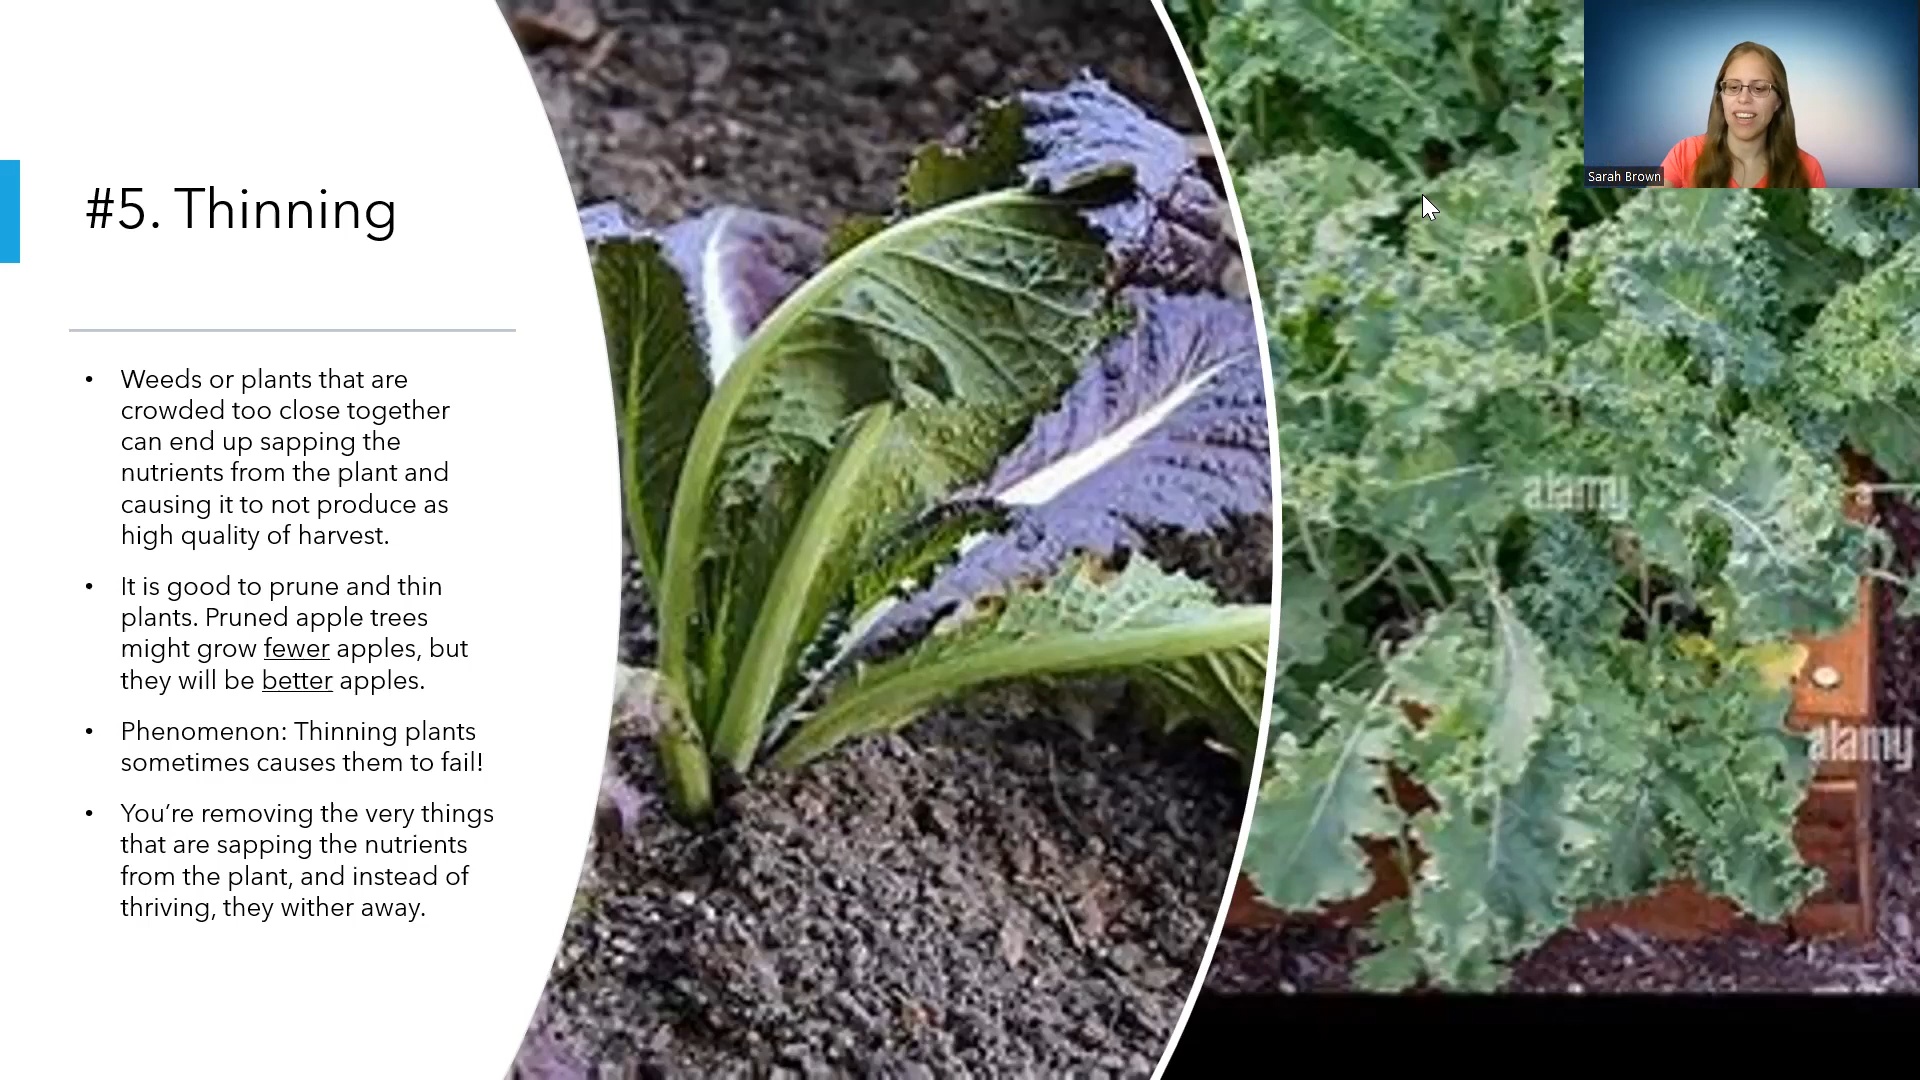 #5. Thinning
• Weeds or plants that are
crowded too close together
can end up sapping the
nutrients from the plant and
causing it to not produce as
high quality of harvest.
• It is good to prune and thin
plants. Pruned apple trees
might grow fewer apples, but
they will be better apples.
• Phenomenon: Thinning plants
sometimes causes them to fail!
• You’re removing the very things
that are sapping the nutrients
from the plant, and instead of
thriving, they wither away.
Sarah Brown
alamy
a
alamy